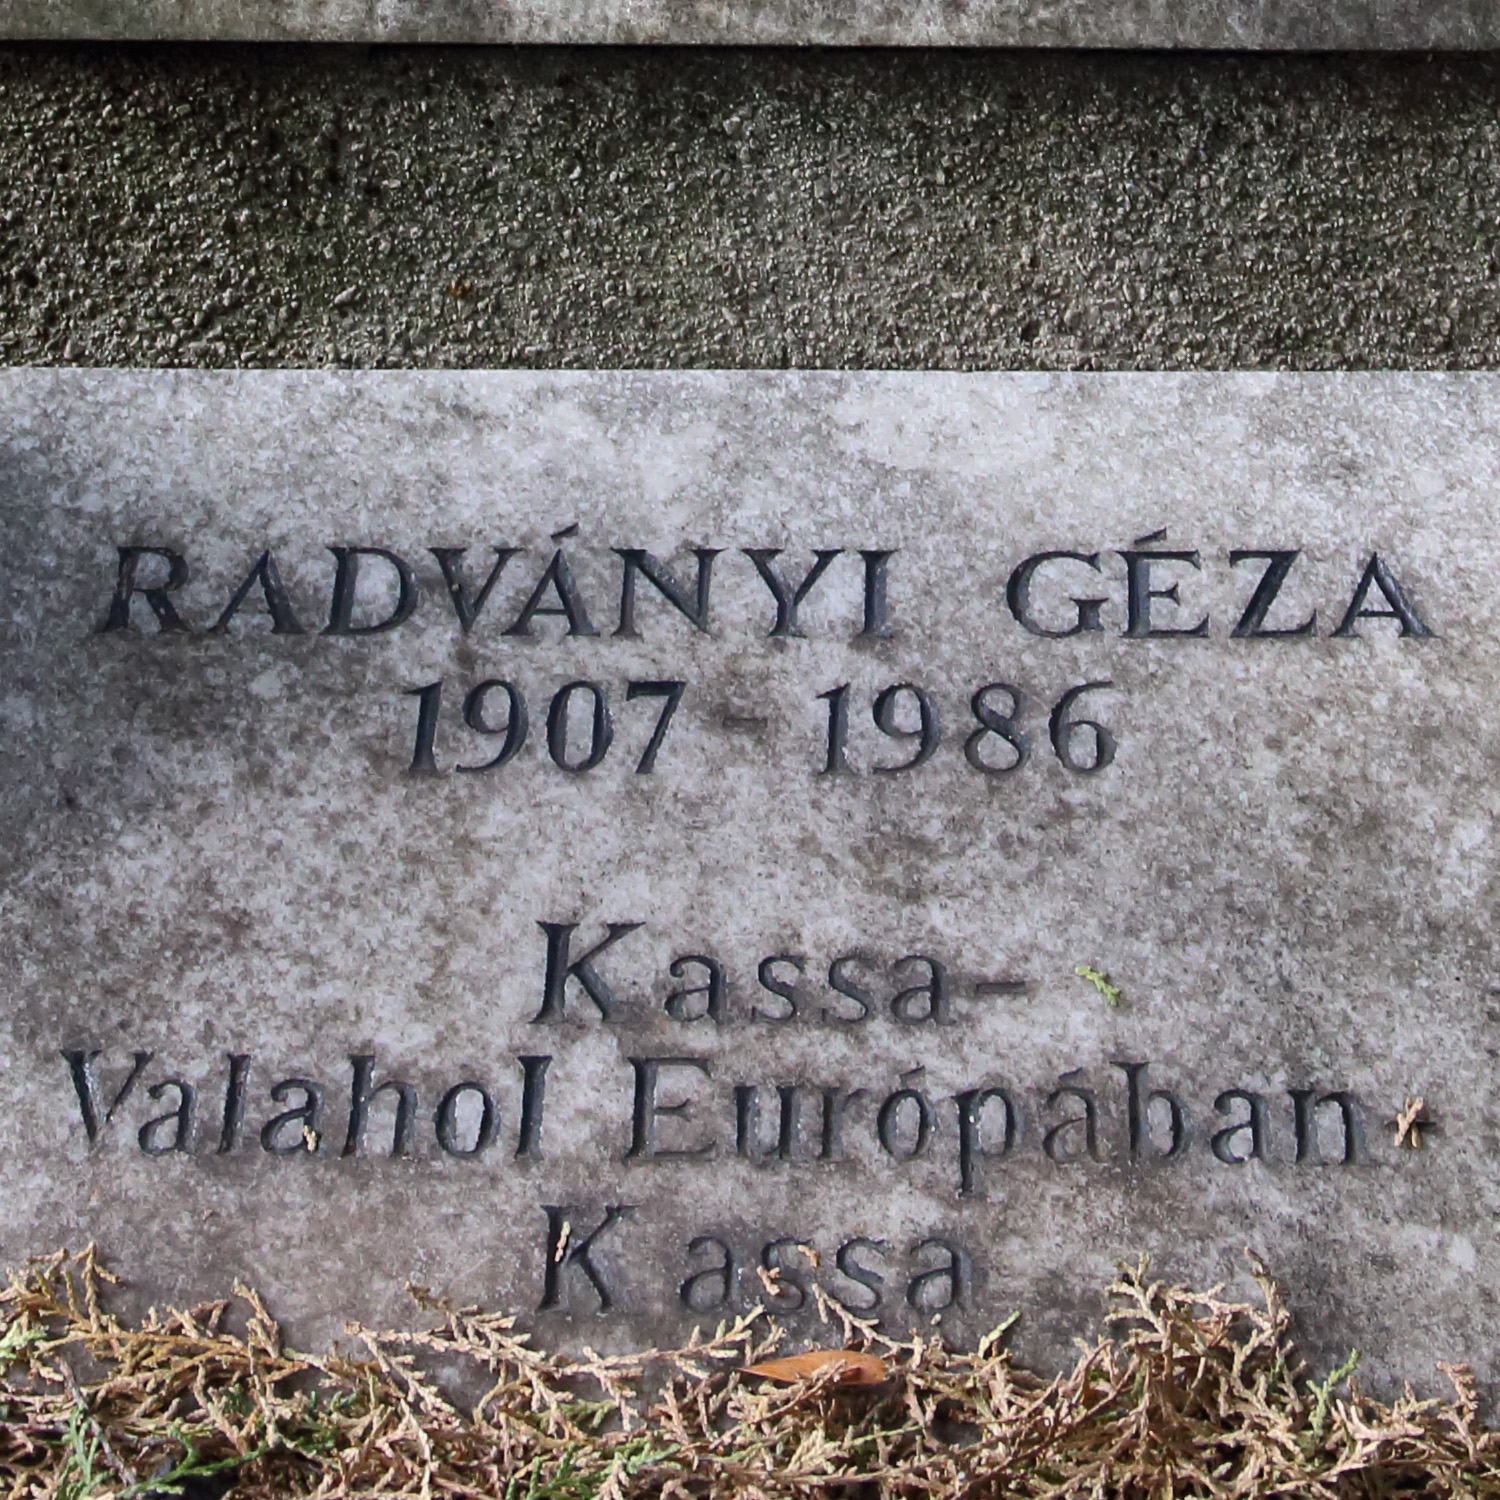 RADVÁNYI GÉZA
1907 - 1986
Kassa-
Valahol Európában-
Kassa